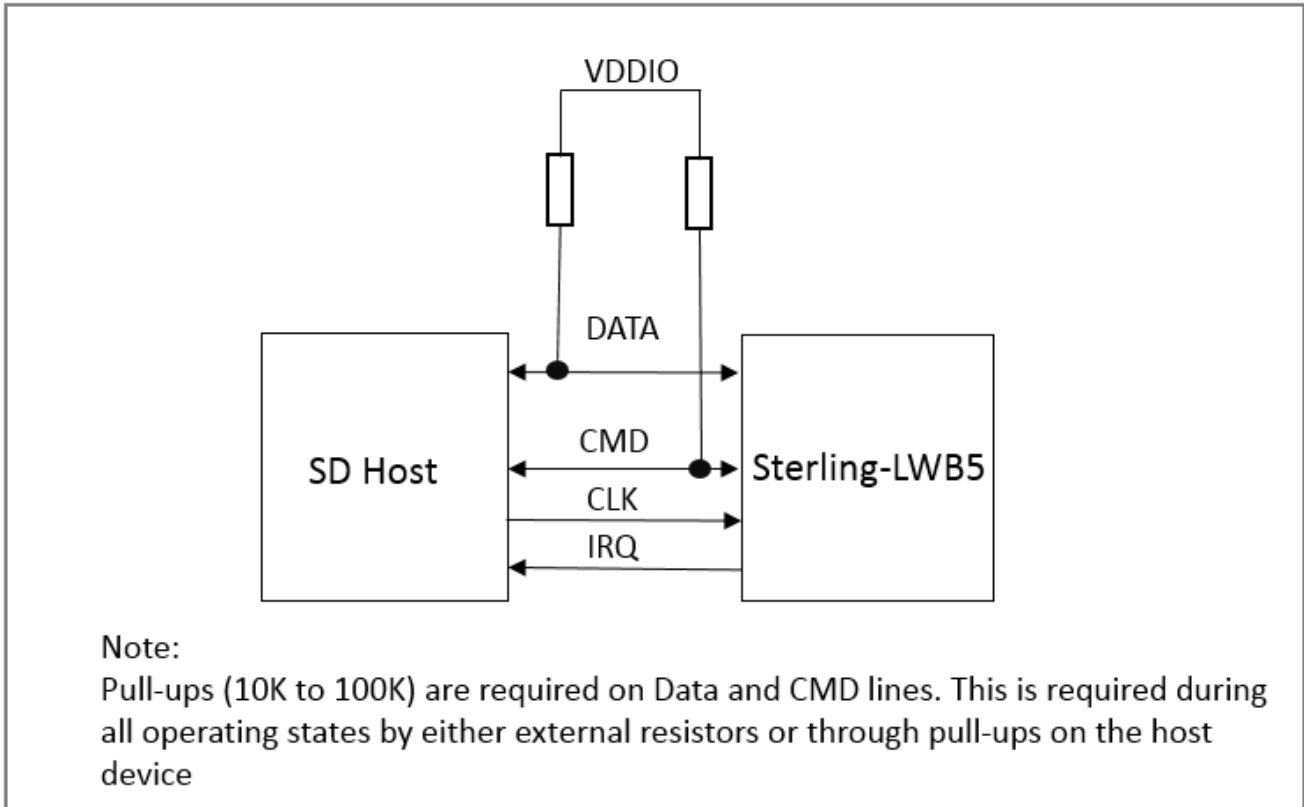 VDDIO
DATA
CMD
SD Host
Sterling-LWB5
CLK
IRQ
Note:
Pull-ups (10K to 100K) are required on Data and CMD lines. This is required during
all operating states by either external resistors or through pull-ups on the host
device